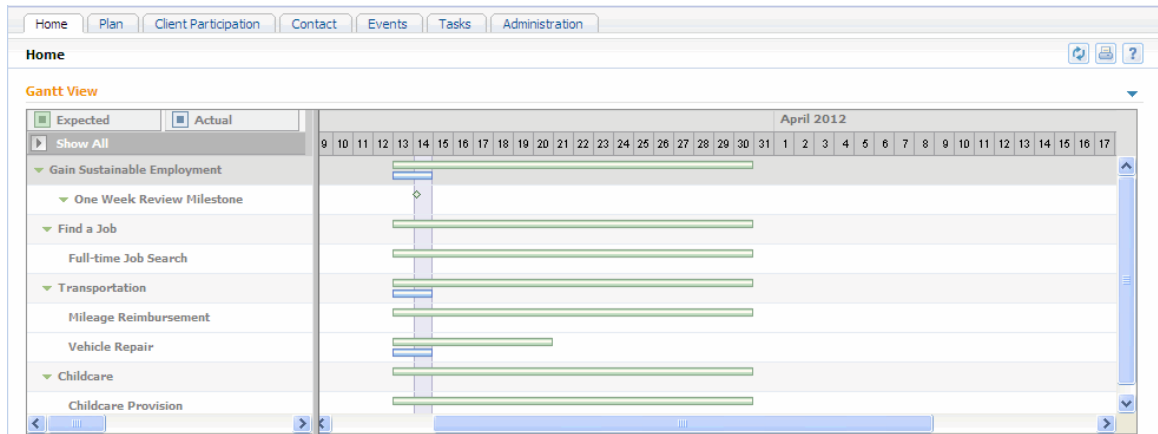 Home Plan Client Participation Contact Events Tasks Administration
Home
?
Gantt View
Expected Actual April 2012
Show All 9 10 11 12 13 14 15 16 17 18 19 20 21 22 23 24 25 26 27 28 29 30 31 1 2 3 4 5 6 7 8 9 10 11 12 13 14 15 16 17
Gain Sustainable Employment
One Week Review Milestone
Find a Job
Full-time Job Search
Transportation
Mileage Reimbursement
Vehicle Repair
Childcare
Childcare Provision